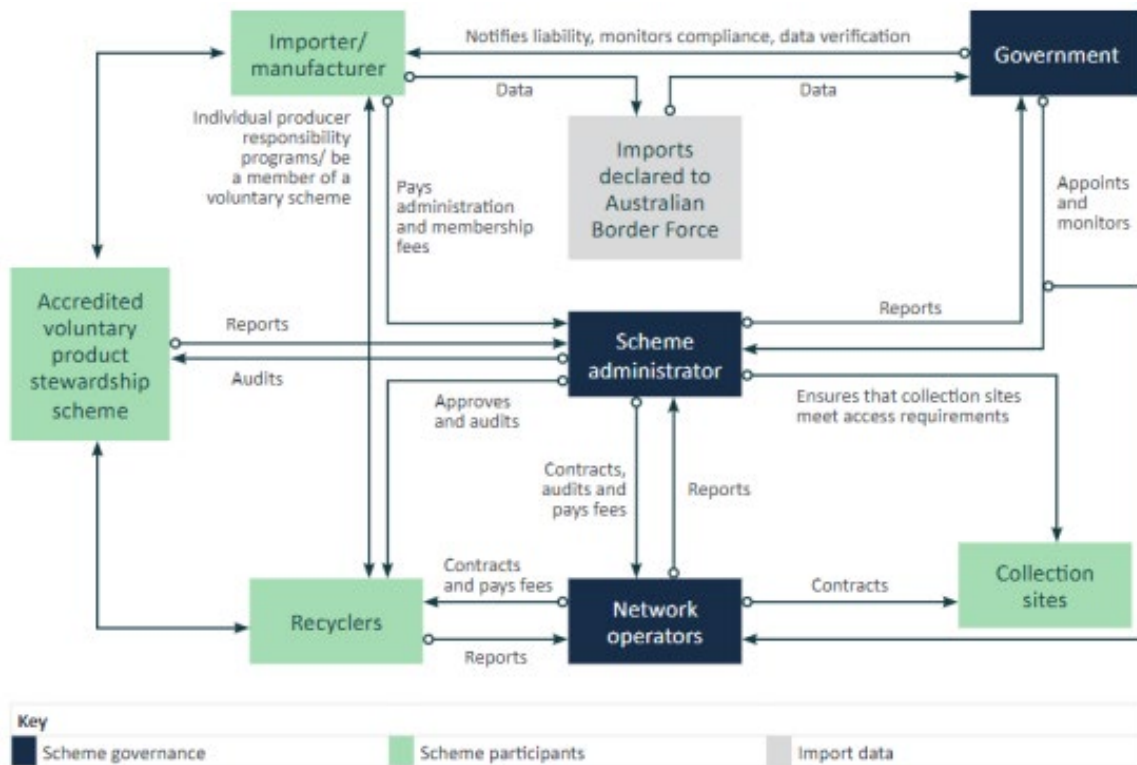 Importer/
manufacturer
Notifies liability, monitors compliance, data verification
Government
Data
Data
Individual producer
responsibility
programs/ be
a member of a
voluntary scheme
Pays
administration
and membership
fees
Imports
declared to
Australian
Border Force
Appoints
and
monitors
Accredited
voluntary
product
stewardship
scheme
Reports
Audits
Scheme
administrator
Reports
Approves
and audits
Ensures that collection sites
meet access requirements
Contracts,
audits and
pays fees
Reports
Contracts
and pays fees
Recyclers
Reports
Network
operators
Contracts
Collection
sites
Key
Scheme governance
Scheme participants
Import data